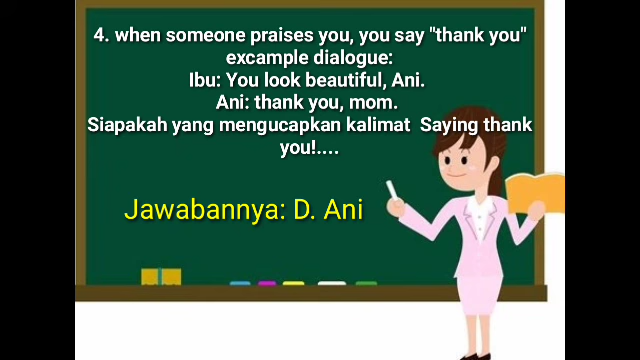 4. when someone praises you, you say "thank you"
excample dialogue:
Ibu: You look beautiful, Ani.
Ani: thank you, mom.
Siapakah yang mengucapkan kalimat Saying thank
you!....
Jawabannya: D. Ani